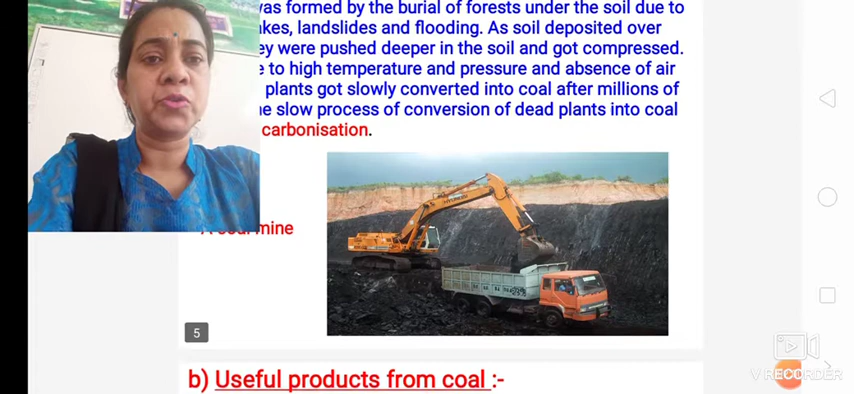 was formed by the burial of forests under the soil due to
akes, landslides and flooding. As soil deposited over
ey were pushed deeper in the soil and got compressed.
e to high temperature and pressure and absence of air
plants got slowly converted into coal after millions of
e slow process of conversion of dead plants into coal
carbonisation.
A coal mine
5
b) Useful products from coal :-
V RECORDER